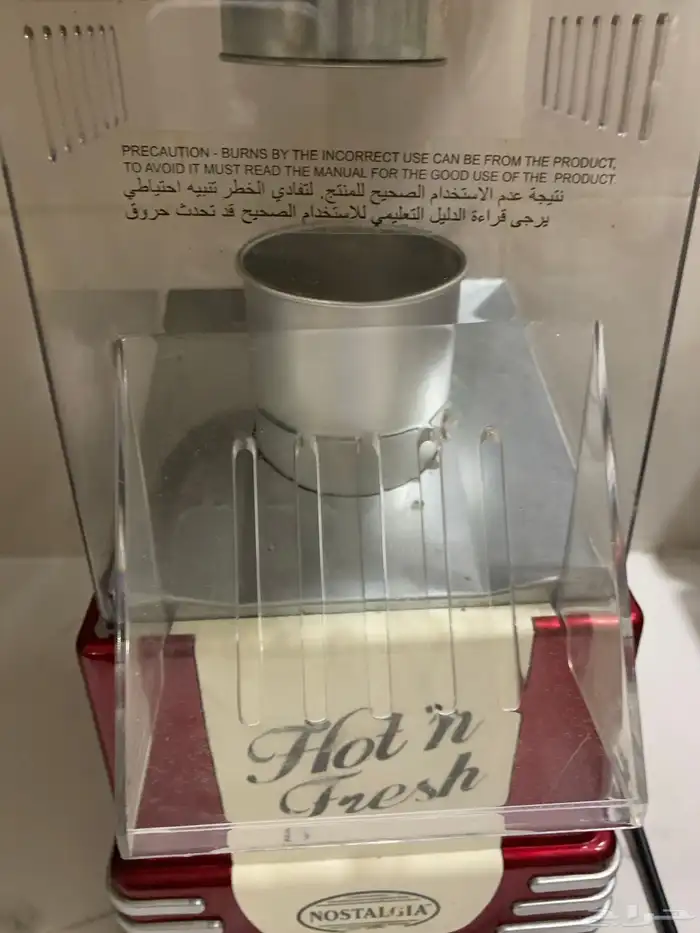 PRECAUTION - BURNS BY THE INCORRECT USE CAN BE FROM THE PRODUCT,
TO AVOID IT MUST READ THE MANUAL FOR THE GOOD USE OF THE PRODUCT.
نتيجة عدم الاستخدام الصحيح للمنتج. لتفادي الخطر تنبيه احتياطي
يرجى قراءة الدليل التعليمي للاستخدام الصحيح قد تحدث حروق
Hot 'n
Fresh
NOSTALGIA
حراج